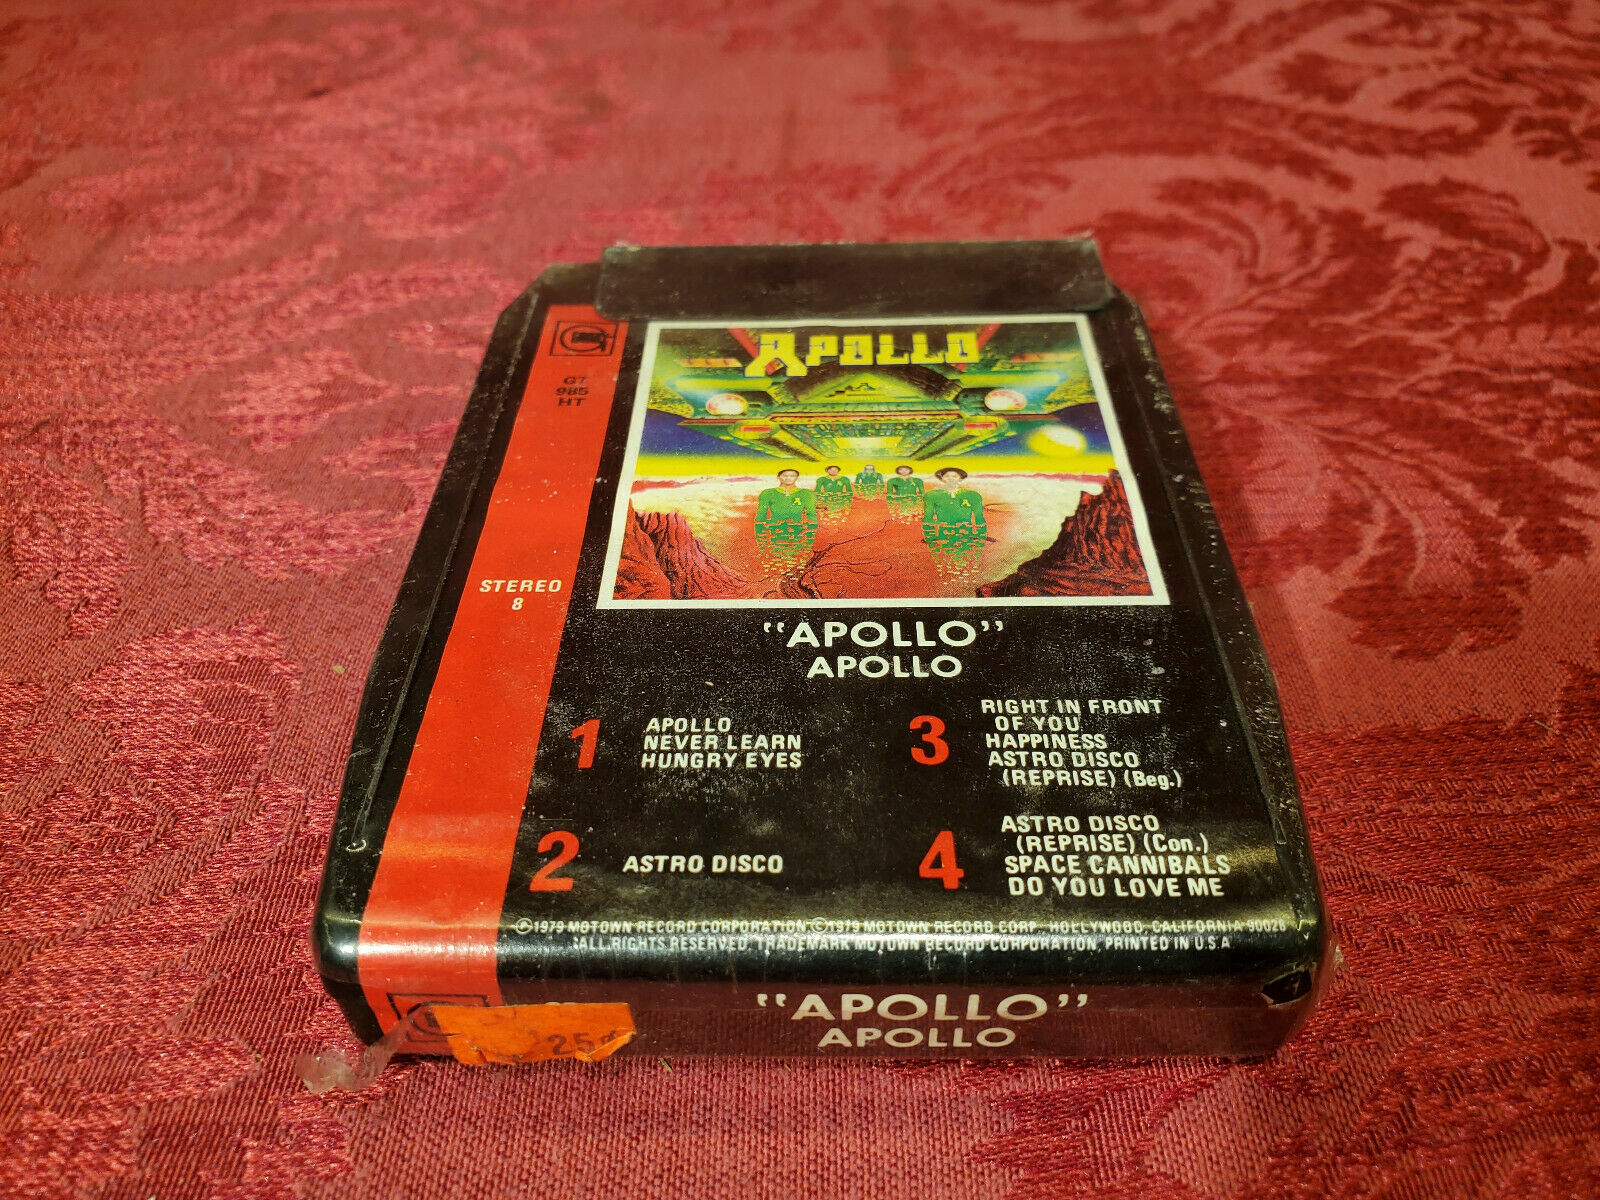 APOLLO
G7
985
HT
STEREO
8
"APOLLO"
APOLLO
1
APOLLO
NEVER LEARN
HUNGRY EYES
2
ASTRO DISCO
3
RIGHT IN FRONT
OF YOU
HAPPINESS
ASTRO DISCO
(REPRISE) (Beg.)
4
ASTRO DISCO
(REPRISE) (Con.)
SPACE CANNIBALS
DO YOU LOVE ME
℗1979 MOTOWN RECORD CORPORATION ©1979 MOTOWN RECORD CORP. HOLLYWOOD, CALIFORNIA 90028
ALL RIGHTS RESERVED. TRADEMARK MOTOWN RECORD CORPORATION, PRINTED IN U.S.A.
"APOLLO"
APOLLO